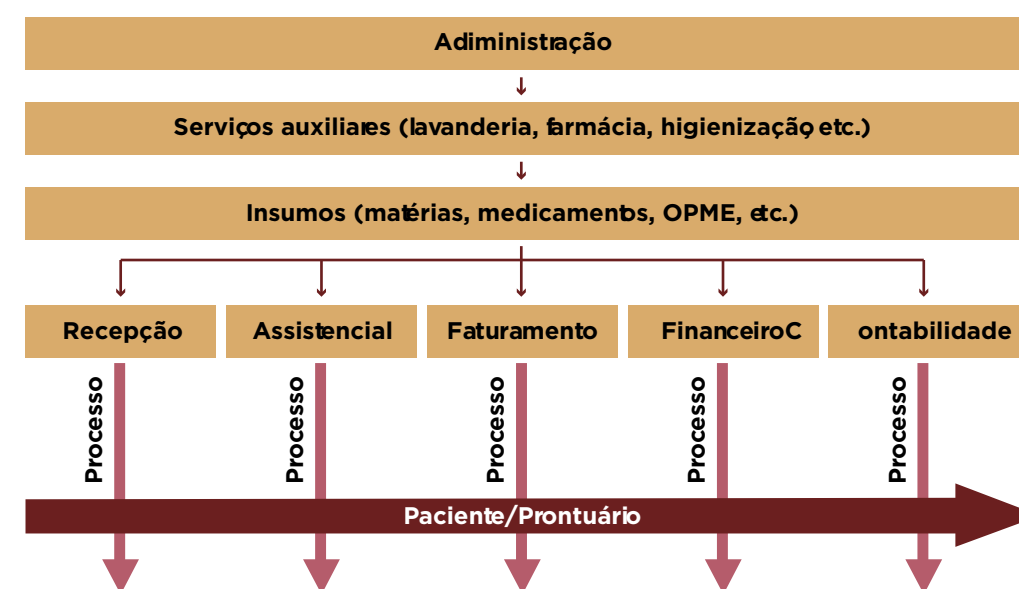 Adiministração
Serviços auxiliares (lavanderia, farmácia, higienização, etc.)
Insumos (matérias, medicamentos, OPME, etc.)
Recepção
Assistencial
Faturamento
FinanceiroC
ontabilidade
Processo
Processo
Processo
Processo
Processo
Paciente/Prontuário